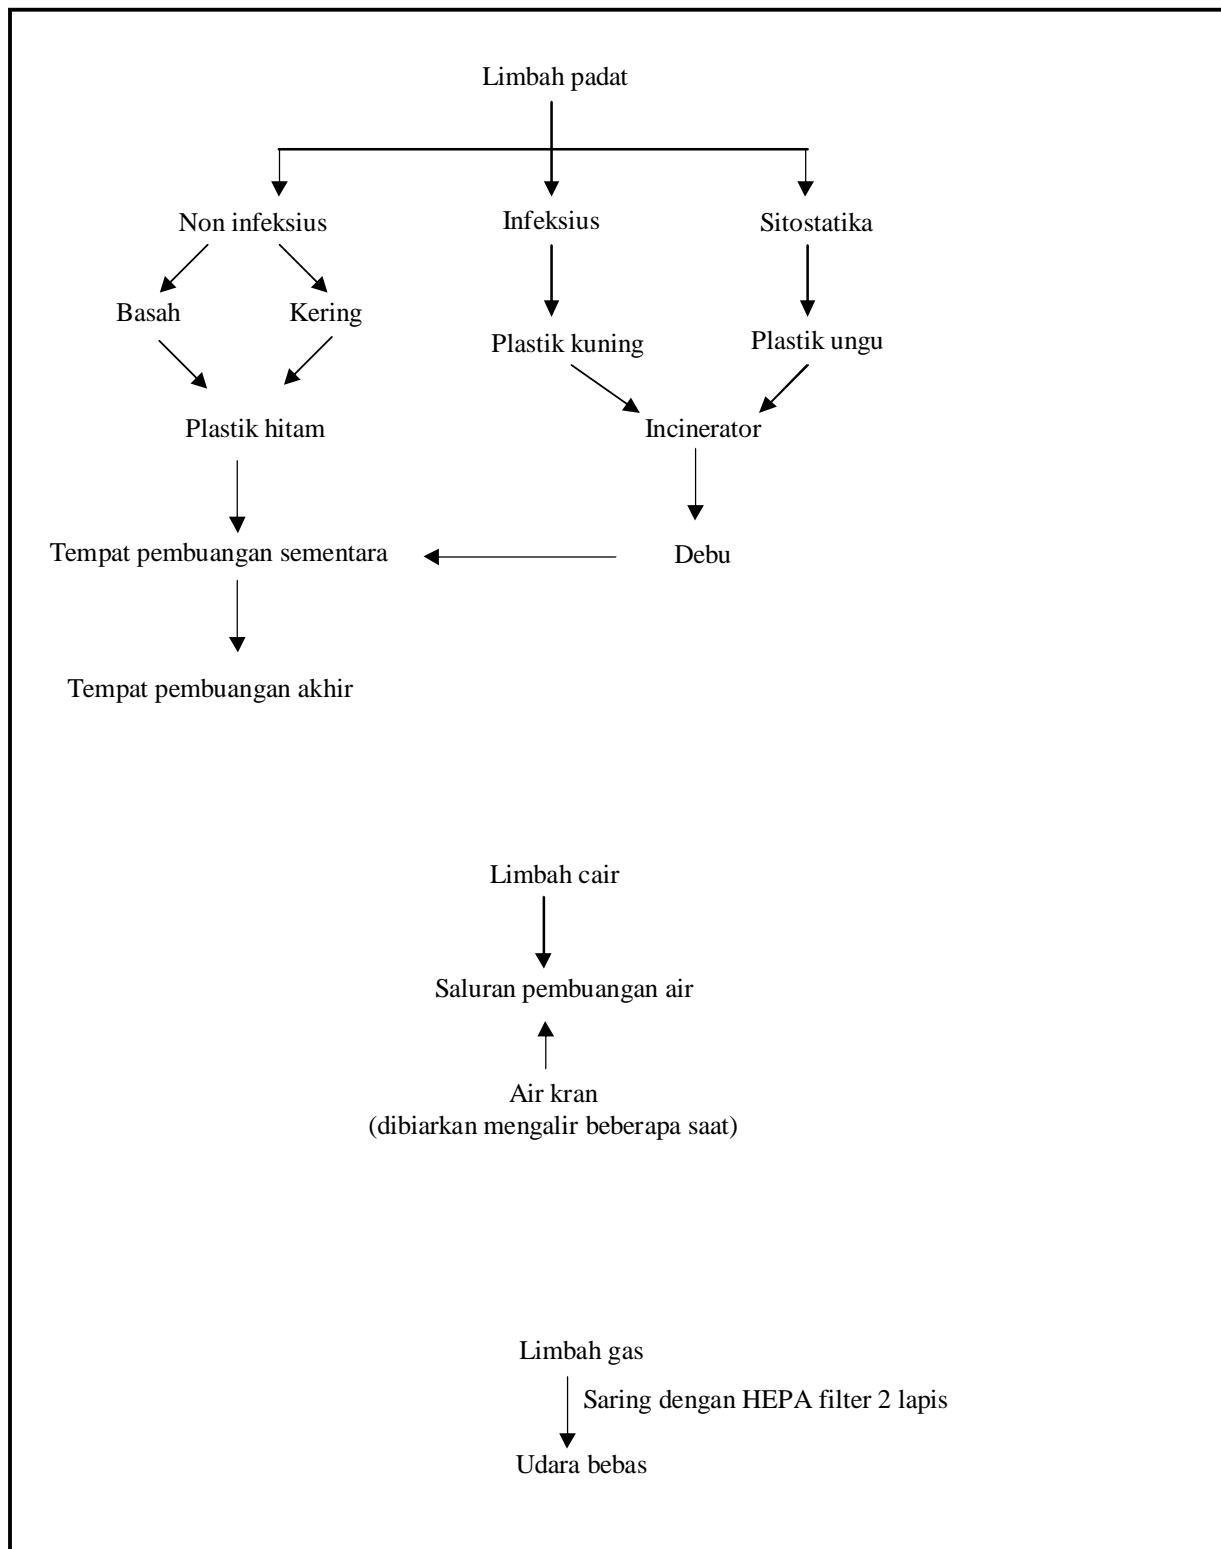 Limbah padat
Non infeksius
Infeksius
Sitostatika
Basah
Kering
Plastik kuning
Plastik ungu
Plastik hitam
Incinerator
Tempat pembuangan sementara
Debu
Tempat pembuangan akhir
Limbah cair
Saluran pembuangan air
Air kran
(dibiarkan mengalir beberapa saat)
Limbah gas
Saring dengan HEPA filter 2 lapis
Udara bebas